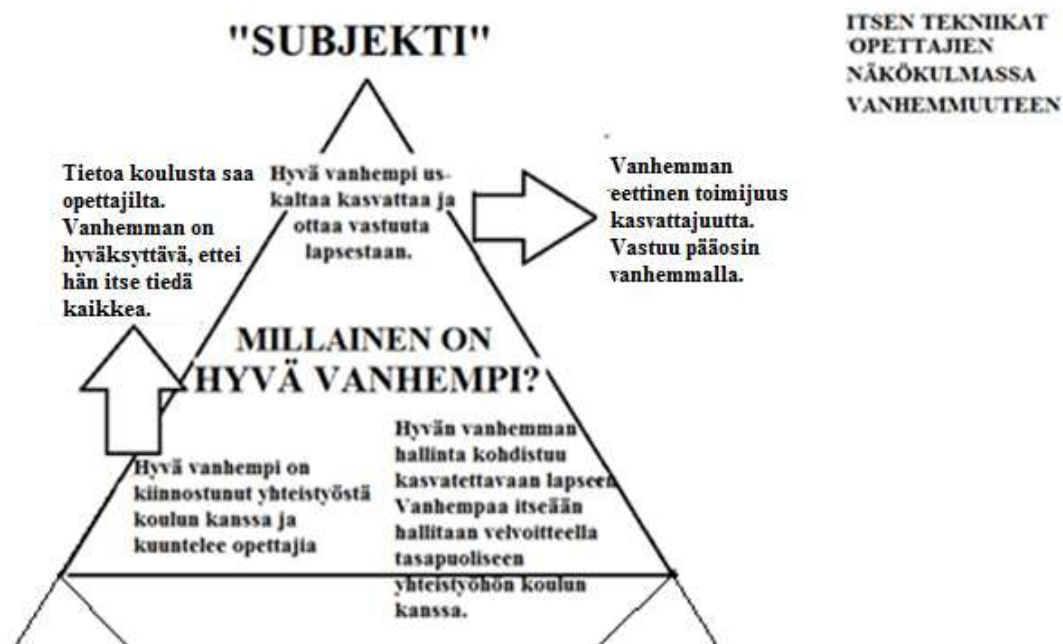 "SUBJEKTI"
ITSEN TEKNIIKAT
OPETTAJIEN
NÄKÖKULMASSA
VANHEMMUUTEEN
Tietoa koulusta saa
opettajilta.
Vanhemman on
hyväksyttävä, ettei
hän itse tiedä
kaikkea.
Hyvä vanhempi us-
kaltaa kasvattaa ja
ottaa vastuuta
lapsestaan.
Vanhemman
eettinen toimijuus
kasvattajuutta.
Vastuu pääosin
vanhemmalla.
MILLAINEN ON
HYVÄ VANHEMPI?
Hyvä vanhempi on
kiinnostunut yhteistyöstä
koulun kanssa ja
kuuntelee opettajia
Hyvän vanhemman
hallinta kohdistuu
kasvatettavaan lapseen
Vanhempaa itseään
hallitaan velvoitteella
tasapuoliseen
yhteistyöhön koulun
kanssa.